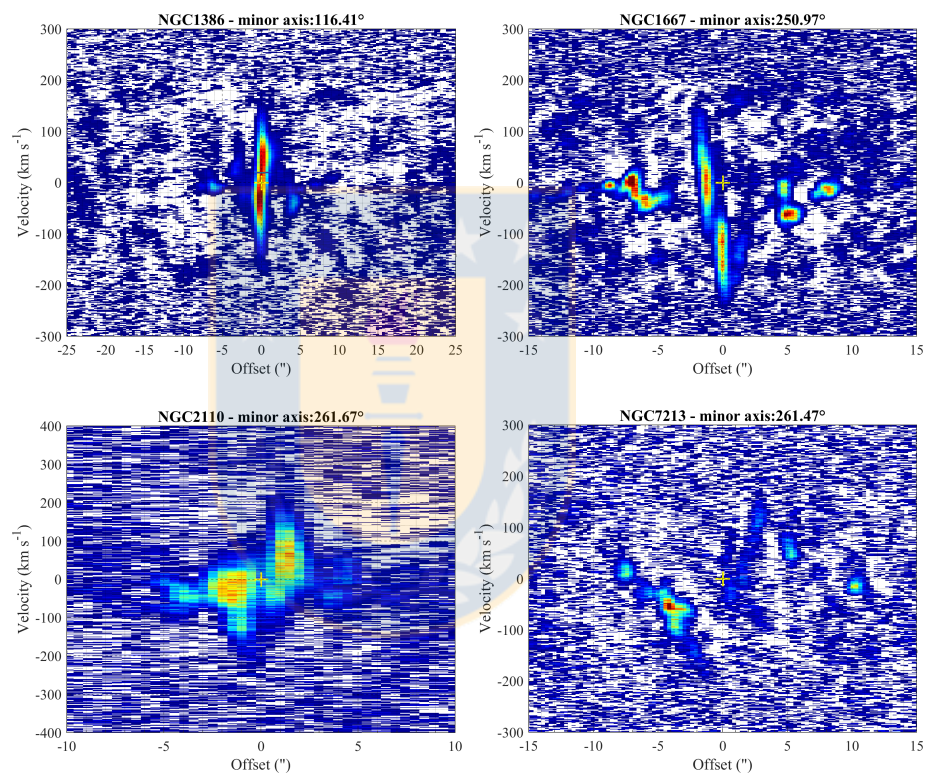 NGC1386 - minor axis:116.41°
300
200
100
0
-100
-200
-300
Velocity (km s-1)
-25 -20 -15 -10 -5 0 5 10 15 20 25
Offset (")
NGC1667 - minor axis:250.97°
300
200
100
0
-100
-200
-300
Velocity (km s-1)
-15 -10 -5 0 5 10 15
Offset (")
NGC2110 - minor axis:261.67°
400
300
200
100
0
-100
-200
-300
-400
Velocity (km s-1)
-10 -5 0 5 10
Offset (")
NGC7213 - minor axis:261.47°
300
200
100
0
-100
-200
-300
Velocity (km s-1)
-15 -10 -5 0 5 10 15
Offset (")